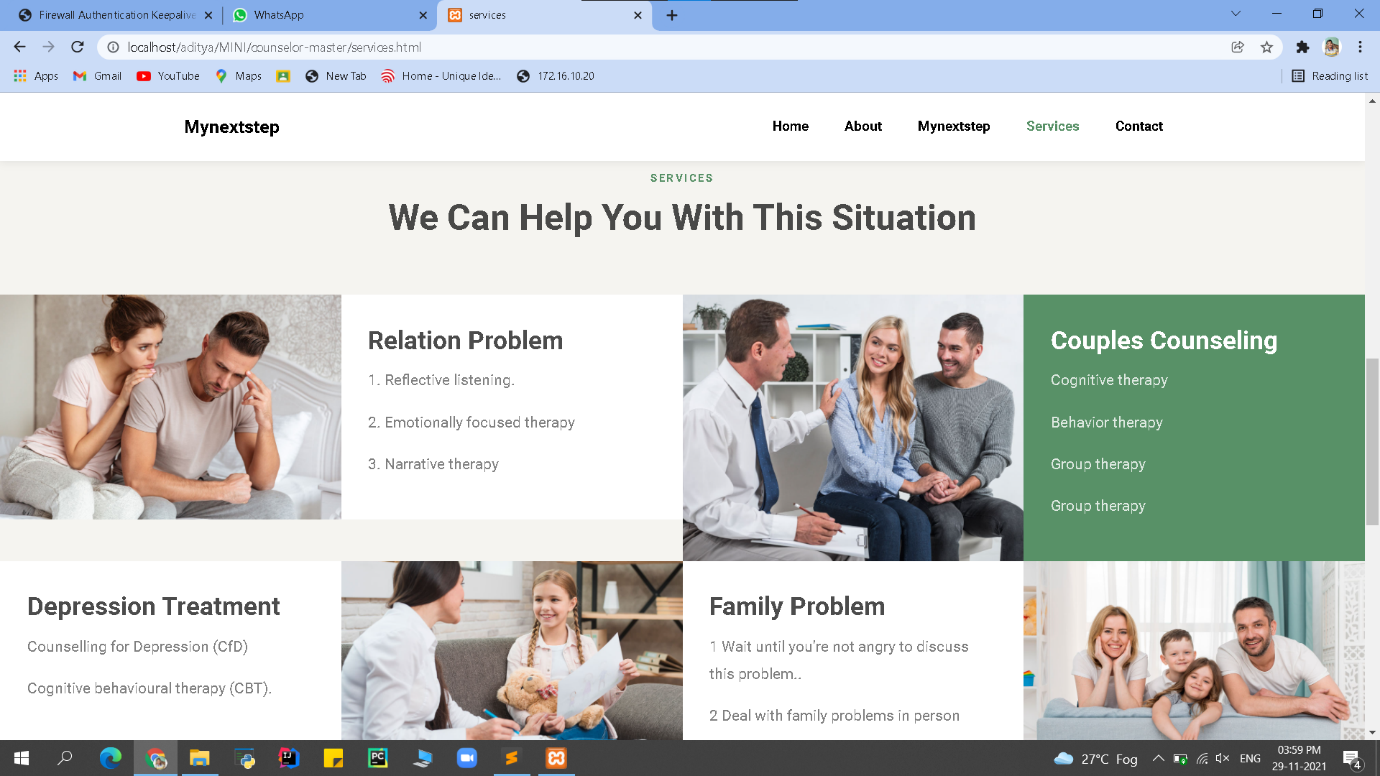 Firewall Authentication Keepalive
WhatsApp
services
localhost/aditya/MINI/counselor-master/services.html
Apps
Gmail
YouTube
Maps
New Tab
Home - Unique Ide...
172.16.10.20
Reading list
Mynextstep
Home
About
Mynextstep
Services
Contact
SERVICES
We Can Help You With This Situation
Relation Problem
1. Reflective listening.
2. Emotionally focused therapy
3. Narrative therapy
Couples Counseling
Cognitive therapy
Behavior therapy
Group therapy
Group therapy
Depression Treatment
Counselling for Depression (CfD)
Cognitive behavioural therapy (CBT).
Family Problem
1 Wait until you're not angry to discuss
this problem..
2 Deal with family problems in person
27°C Fog
ENG
03:59 PM
29-11-2021
4